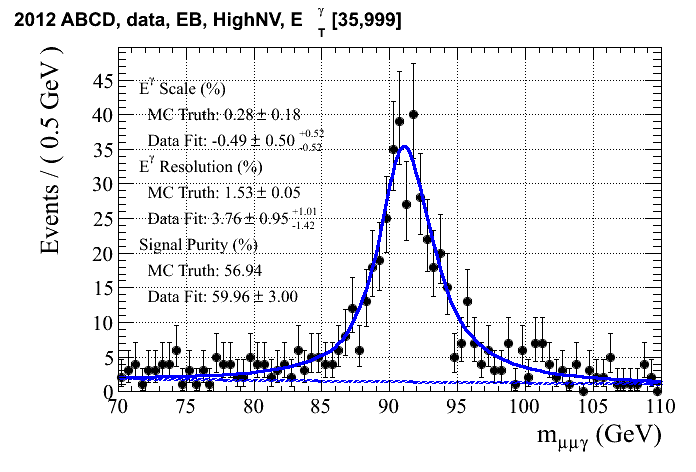 2012 ABCD, data, EB, HighNV, E_T^γ [35,999]
Events / ( 0.5 GeV )
45
40
35
30
25
20
15
10
5
0
E^γ Scale (%)
MC Truth: 0.28 ± 0.18
Data Fit: -0.49 ± 0.50 +0.52 -0.52
E^γ Resolution (%)
MC Truth: 1.53 ± 0.05
Data Fit: 3.76 ± 0.95 +1.01 -1.42
Signal Purity (%)
MC Truth: 56.94
Data Fit: 59.96 ± 3.00
70 75 80 85 90 95 100 105 110
m_μμγ (GeV)